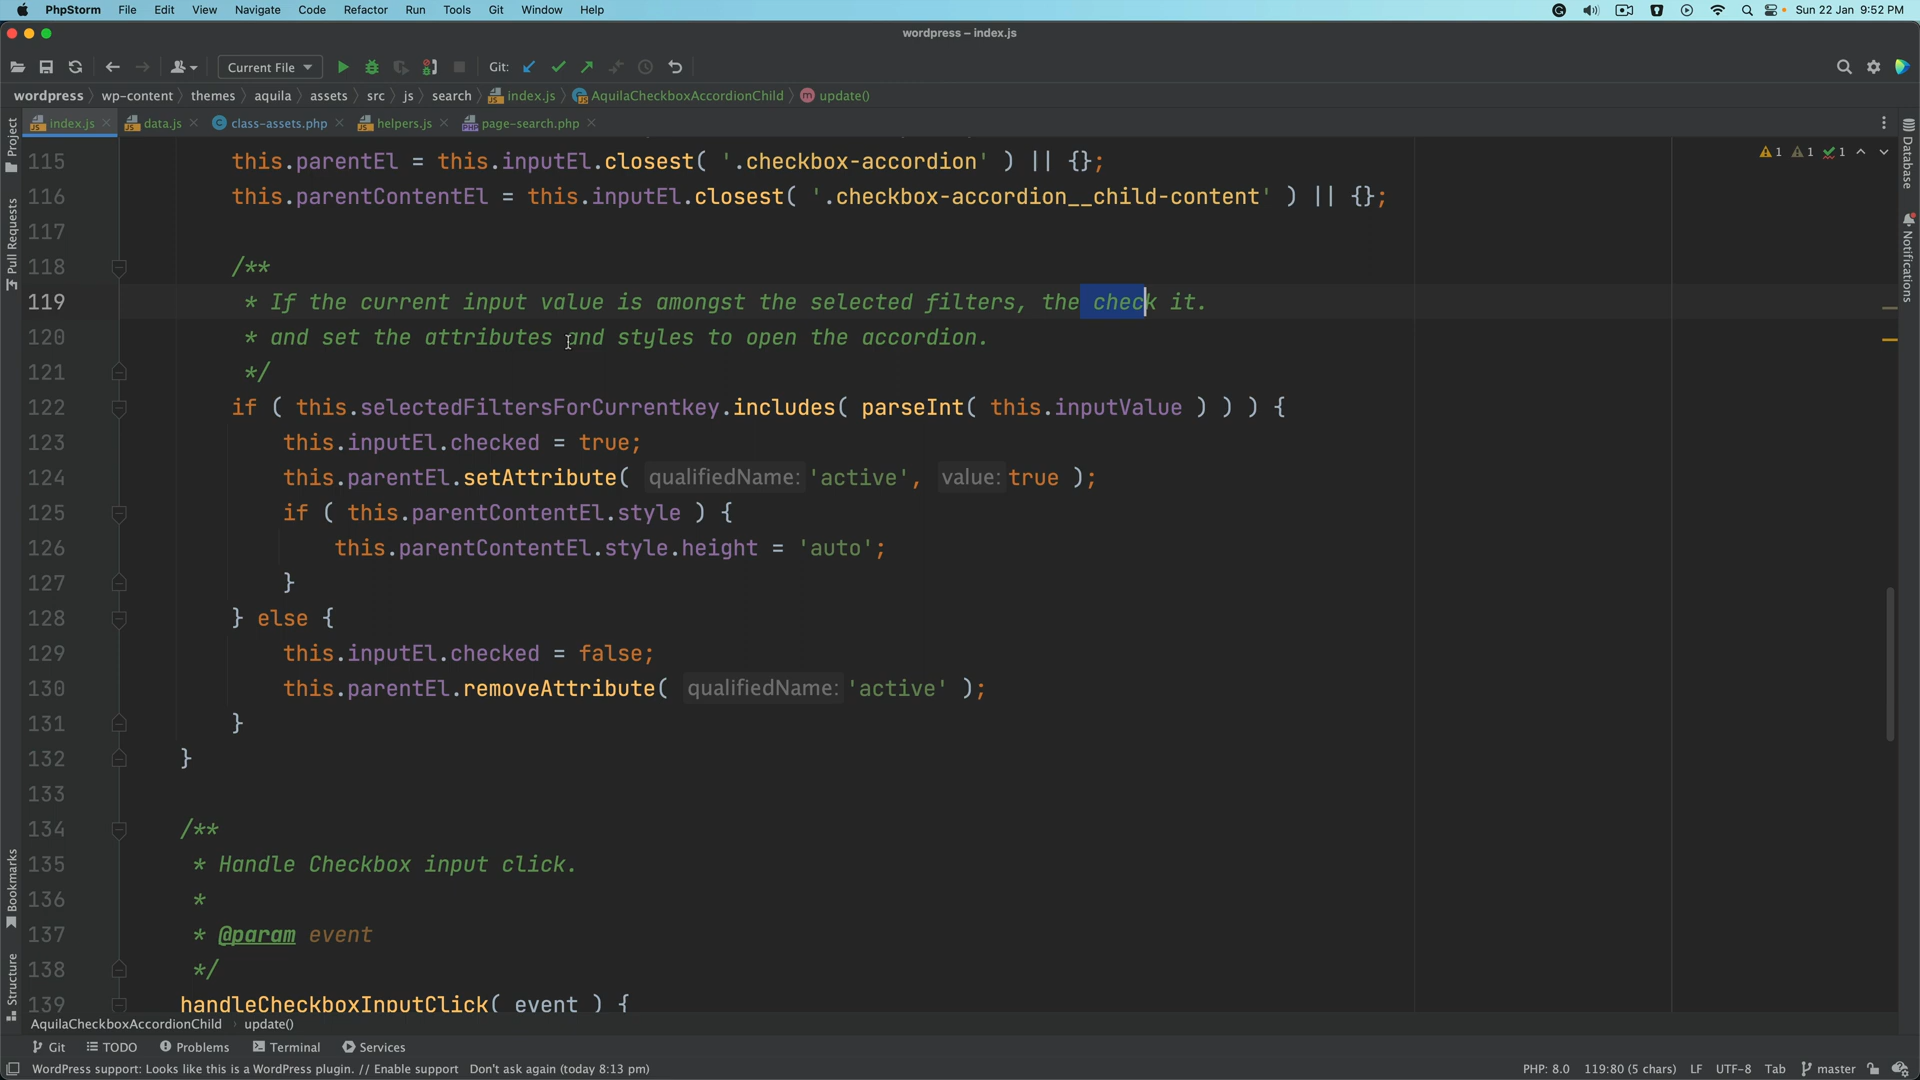 PhpStorm File Edit View Navigate Code Refactor Run Tools Git Window Help Sun 22 Jan 9:52 PM
wordpress – index.js
Current File Git:
wordpress wp-content themes aquila assets src js search index.js AquilaCheckboxAccordionChild update()
index.js data.js class-assets.php helpers.js page-search.php
Project
Pull Requests
Bookmarks
Structure
Database
Notifications
1 1 1
115 this.parentEl = this.inputEl.closest( '.checkbox-accordion' ) || {};
116 this.parentContentEl = this.inputEl.closest( '.checkbox-accordion__child-content' ) || {};
117
118 /**
119 * If the current input value is amongst the selected filters, the check it.
120 * and set the attributes and styles to open the accordion.
121 */
122 if ( this.selectedFiltersForCurrentkey.includes( parseInt( this.inputValue ) ) ) {
123 this.inputEl.checked = true;
124 this.parentEl.setAttribute( qualifiedName: 'active', value: true );
125 if ( this.parentContentEl.style ) {
126 this.parentContentEl.style.height = 'auto';
127 }
128 } else {
129 this.inputEl.checked = false;
130 this.parentEl.removeAttribute( qualifiedName: 'active' );
131 }
132 }
133
134 /**
135 * Handle Checkbox input click.
136 *
137 * @param event
138 */
139 handleCheckboxInputClick( event ) {
AquilaCheckboxAccordionChild update()
Git TODO Problems Terminal Services
WordPress support: Looks like this is a WordPress plugin. // Enable support Don't ask again (today 8:13 pm) PHP: 8.0 119:80 (5 chars) LF UTF-8 Tab master